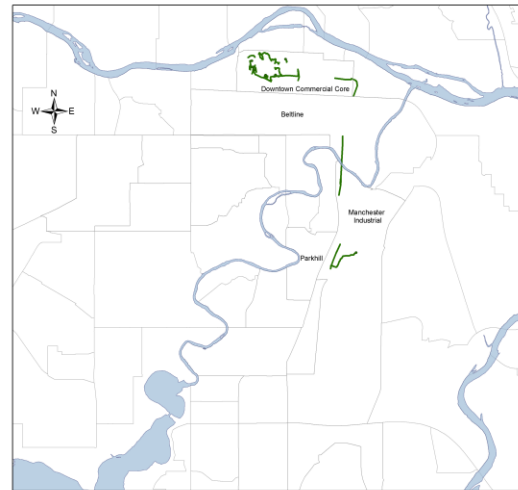 N
W E
S
Downtown Commercial Core
Beltline
Manchester
Industrial
Parkhill